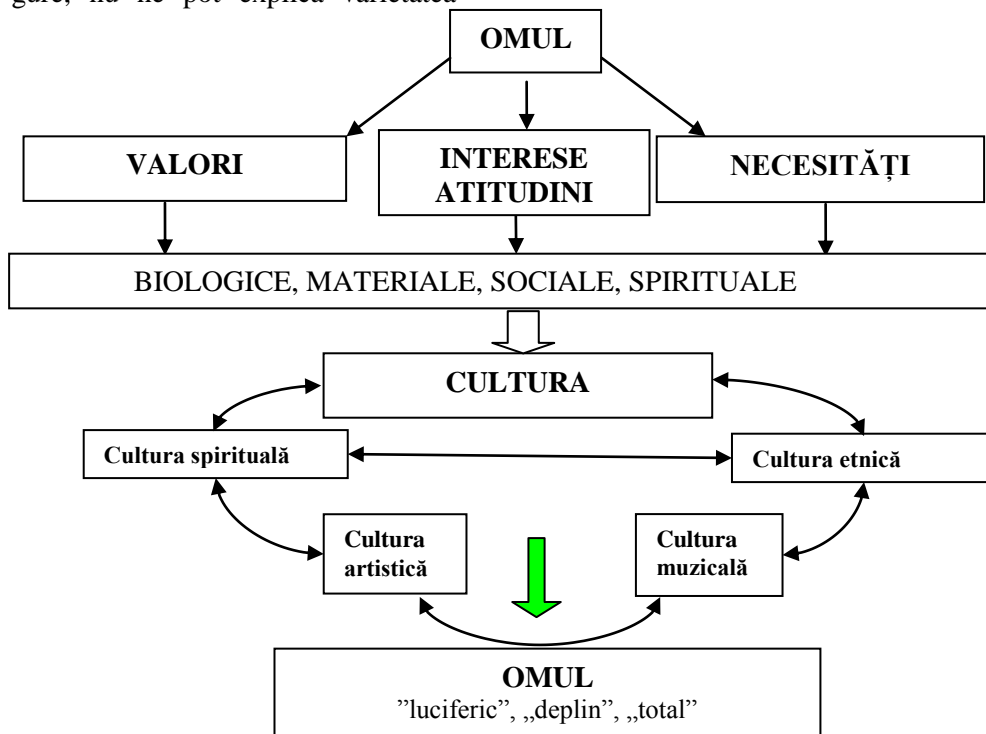 gure, nu ne pot explica varietatea
OMUL
VALORI
INTERESE
ATITUDINI
NECESITĂȚI
BIOLOGICE, MATERIALE, SOCIALE, SPIRITUALE
CULTURA
Cultura spirituală
Cultura etnică
Cultura
artistică
Cultura
muzicală
OMUL
”luciferic”, „deplin”, „total”